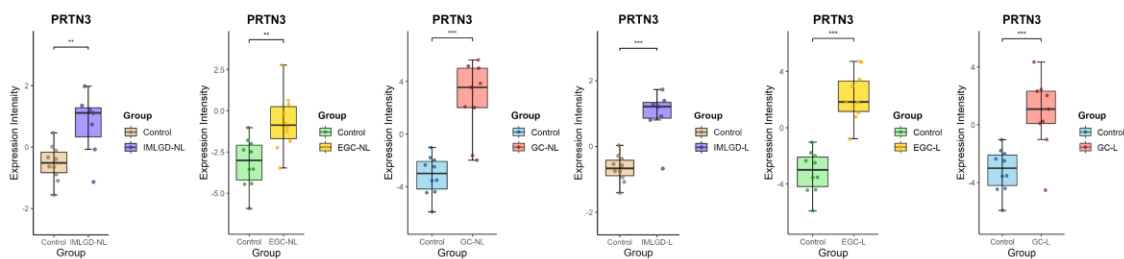 PRTN3
**
Expression Intensity
2
0
-2
Control IMLGD-NL
Group
Group
Control
IMLGD-NL
PRTN3
**
Expression Intensity
2.5
0.0
-2.5
-5.0
Control EGC-NL
Group
Group
Control
EGC-NL
PRTN3
***
Expression Intensity
4
0
-4
Control GC-NL
Group
Group
Control
GC-NL
PRTN3
***
Expression Intensity
2
0
-2
Control IMLGD-L
Group
Group
Control
IMLGD-L
PRTN3
***
Expression Intensity
4
0
-4
Control EGC-L
Group
Group
Control
EGC-L
PRTN3
***
Expression Intensity
4
0
-4
Control GC-L
Group
Group
Control
GC-L